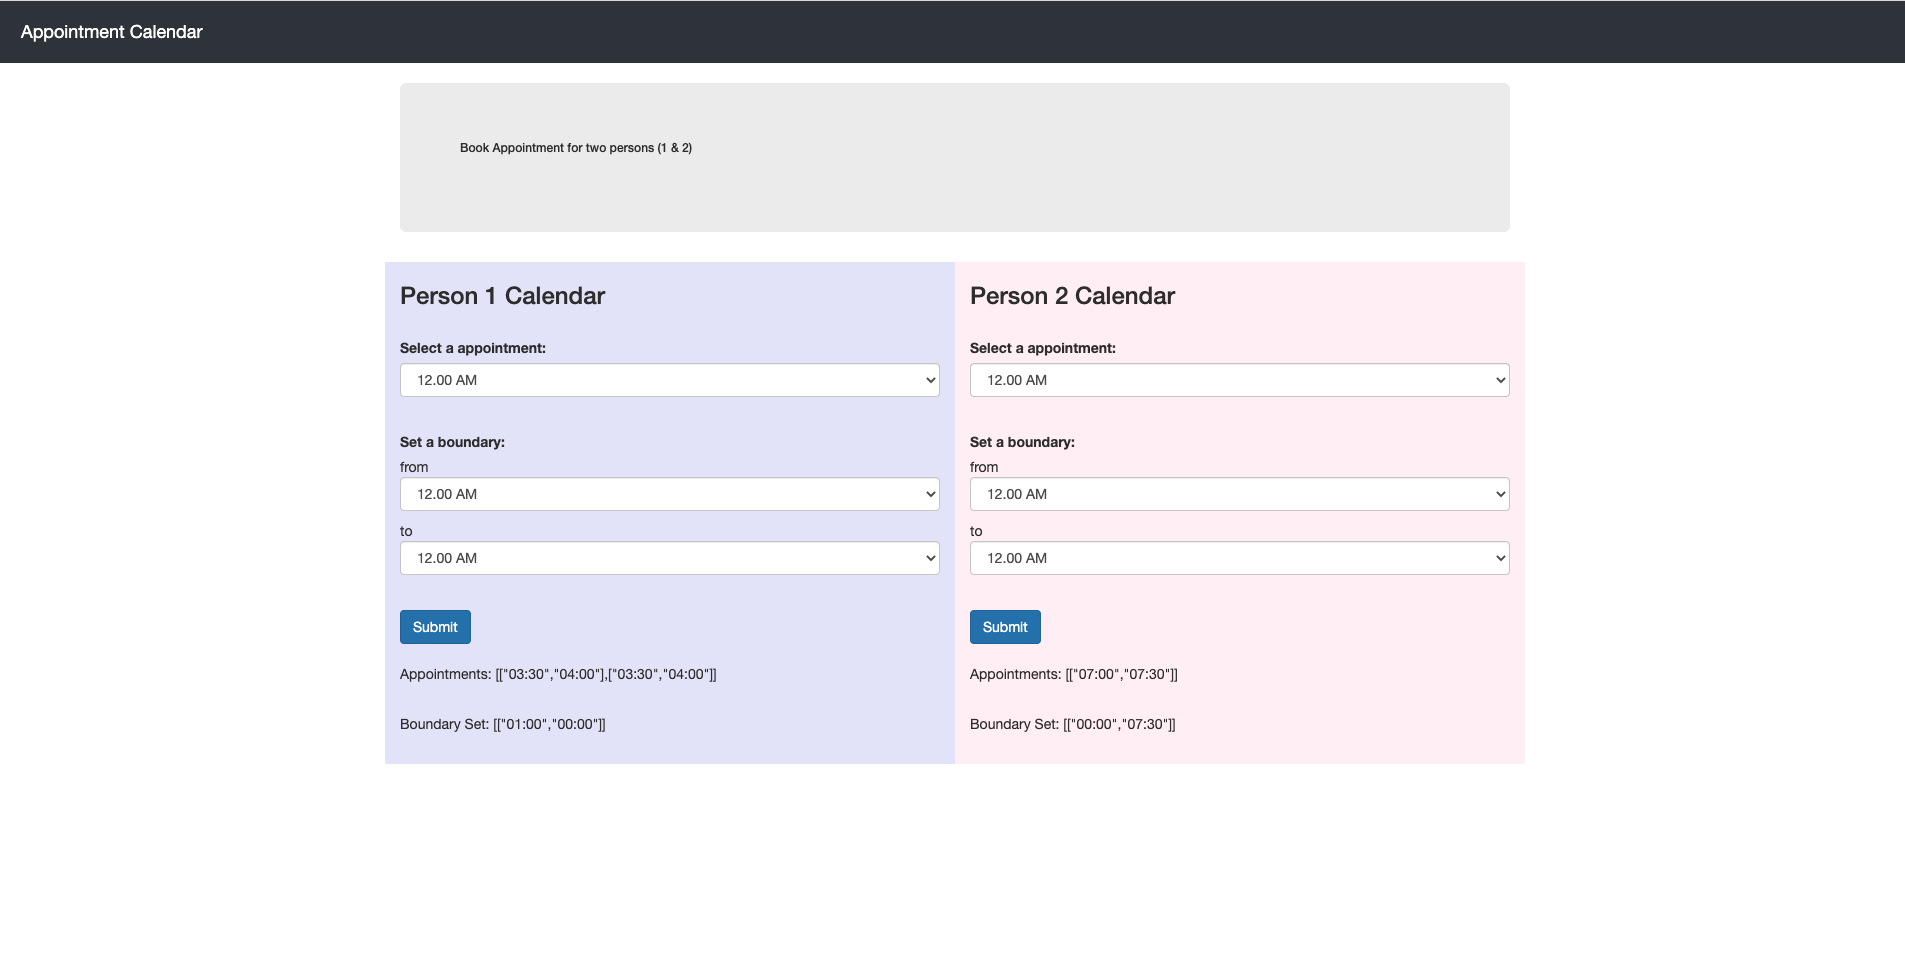 Appointment Calendar
Book Appointment for two persons (1 & 2)
Person 1 Calendar
Select a appointment:
12.00 AM
Set a boundary:
from
12.00 AM
to
12.00 AM
Submit
Appointments: [["03:30","04:00"],["03:30","04:00"]]
Boundary Set: [["01:00","00:00"]]
Person 2 Calendar
Select a appointment:
12.00 AM
Set a boundary:
from
12.00 AM
to
12.00 AM
Submit
Appointments: [["07:00","07:30"]]
Boundary Set: [["00:00","07:30"]]